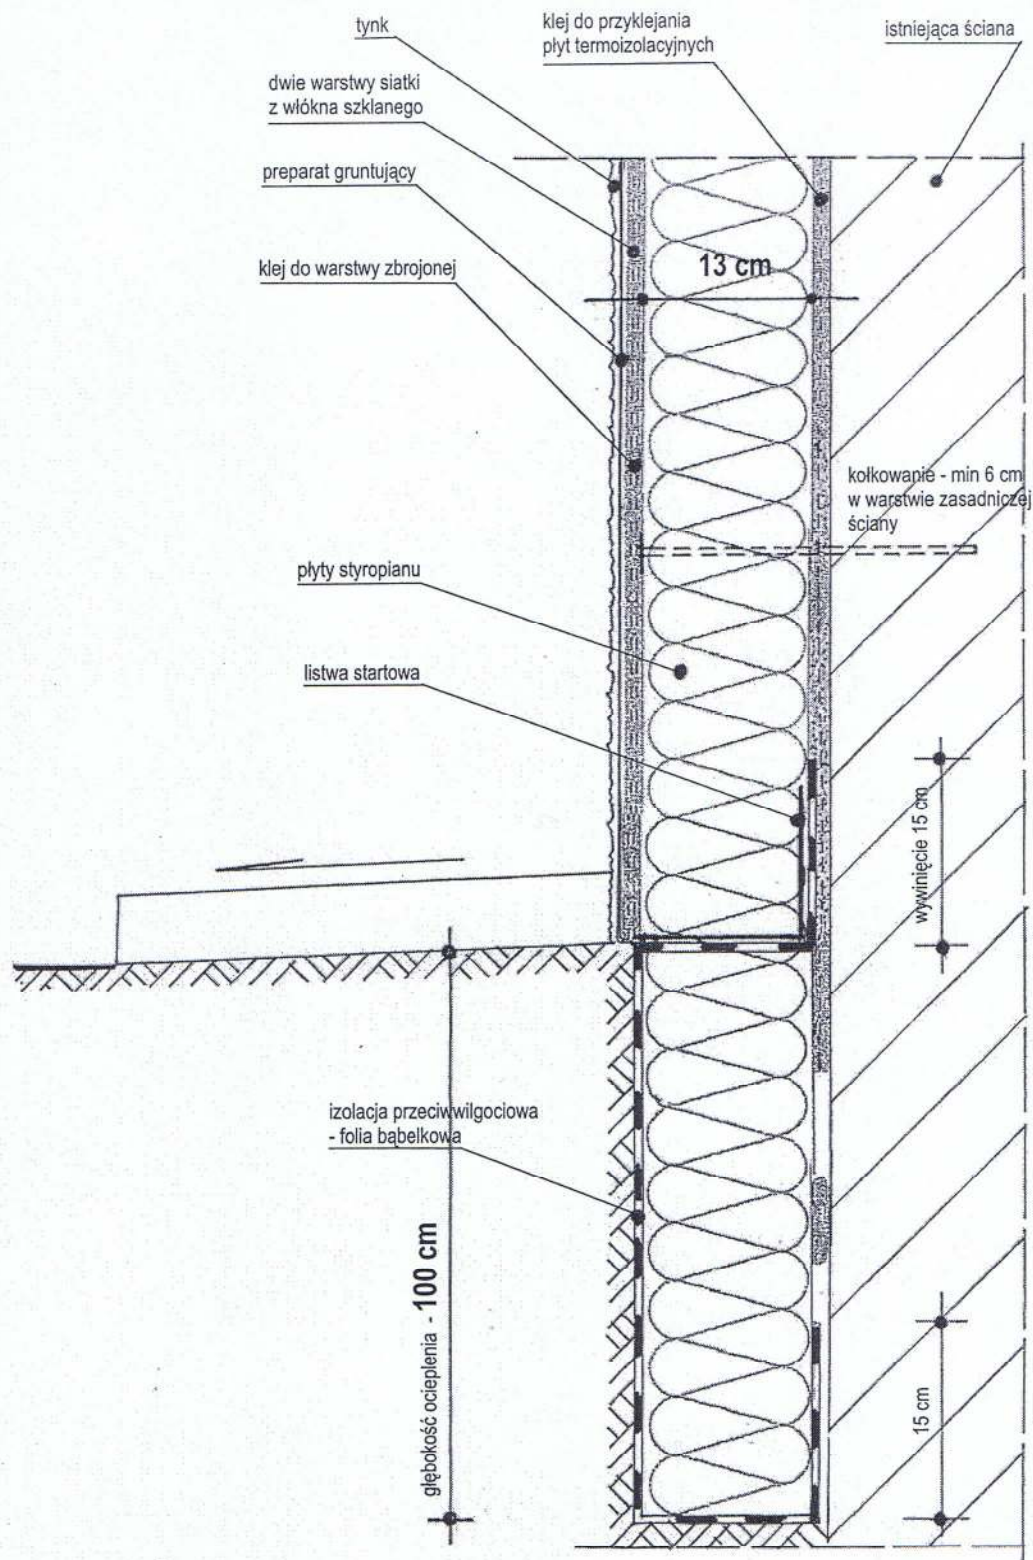 tynk
klej do przyklejania
płyt termoizolacyjnych
istniejąca ściana
dwie warstwy siatki
z włókna szklanego
preparat gruntujący
klej do warstwy zbrojonej
13 cm
kołkowanie - min 6 cm
w warstwie zasadniczej
ściany
płyty styropianu
listwa startowa
wywinięcie 15 cm
izolacja przeciwwilgociowa
- folia bąbelkowa
głębokość ocieplenia - 100 cm
15 cm